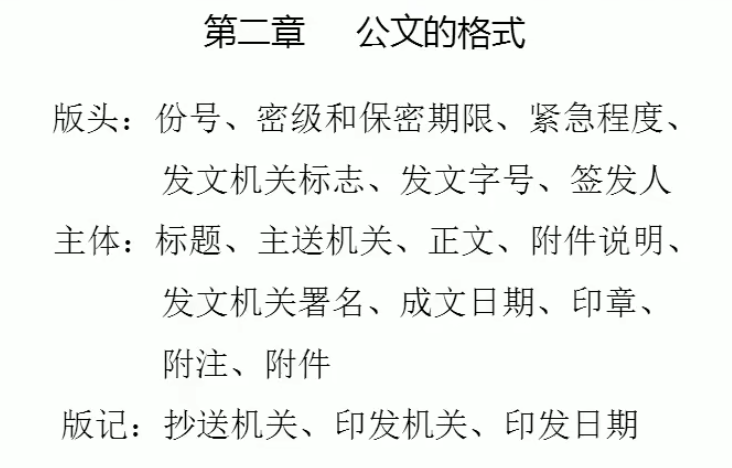 第二章 公文的格式
版头：份号、密级和保密期限、紧急程度、
发文机关标志、发文字号、签发人
主体：标题、主送机关、正文、附件说明、
发文机关署名、成文日期、印章、
附注、附件
版记：抄送机关、印发机关、印发日期